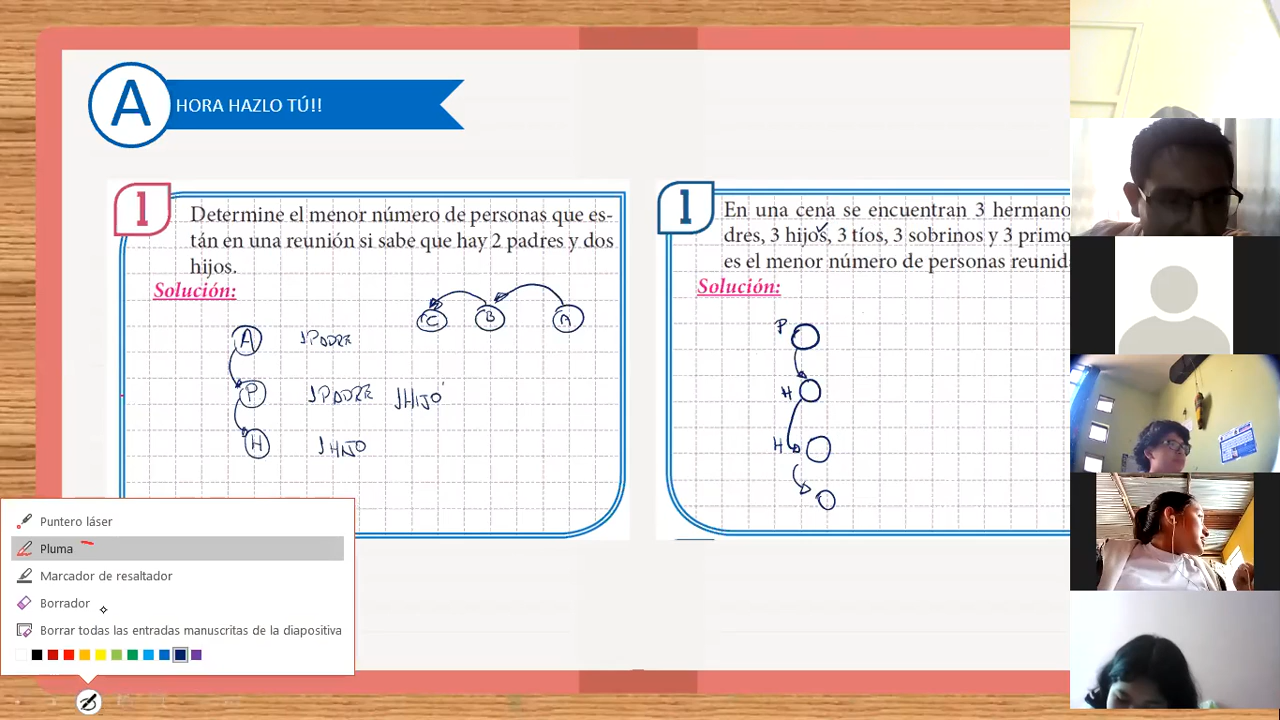 A
HORA HAZLO TÚ!!
1
Determine el menor número de personas que es-
tán en una reunión si sabe que hay 2 padres y dos
hijos.
Solución:
C B A
A 1PADRE
P 1PADRE 1HIJO
H 1HIJO
1
En una cena se encuentran 3 hermano
dres, 3 hijos, 3 tíos, 3 sobrinos y 3 primo
es el menor número de personas reunid
Solución:
P
H
H
Puntero láser
Pluma
Marcador de resaltador
Borrador
Borrar todas las entradas manuscritas de la diapositiva